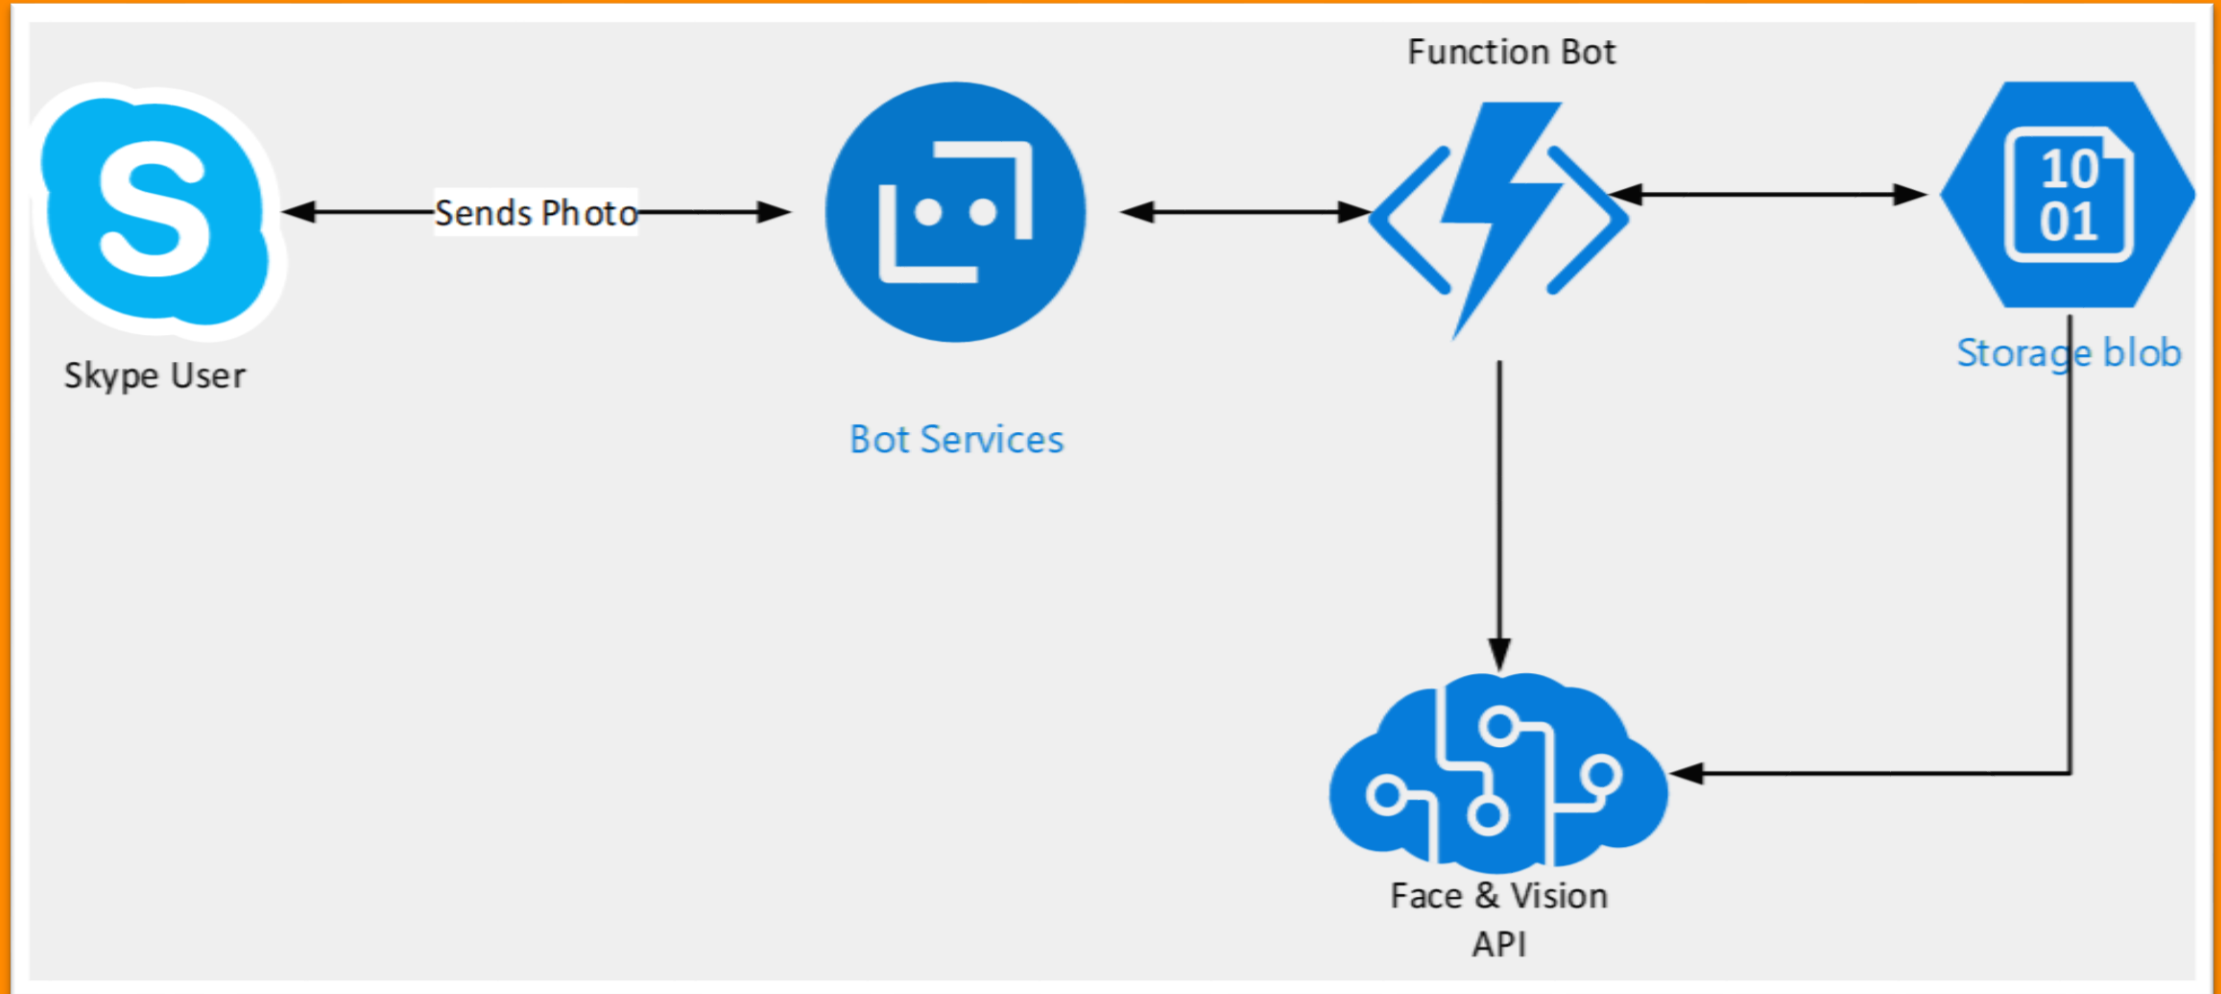 Function Bot
S
10
01
Sends Photo
Skype User
Storage blob
Bot Services
Face & Vision
API